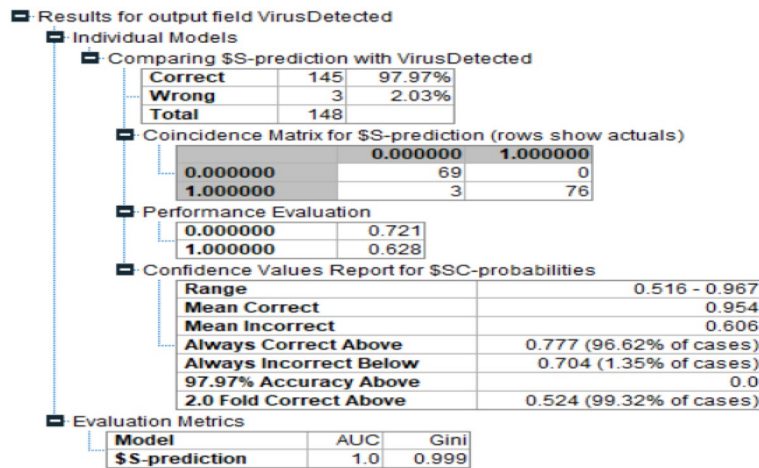 Results for output field VirusDetected
Individual Models
Comparing $S-prediction with VirusDetected
Correct 145 97.97%
Wrong 3 2.03%
Total 148
Coincidence Matrix for $S-prediction (rows show actuals)
0.000000 1.000000
0.000000 69 0
1.000000 3 76
Performance Evaluation
0.000000 0.721
1.000000 0.628
Confidence Values Report for $SC-probabilities
Range 0.516 - 0.967
Mean Correct 0.954
Mean Incorrect 0.606
Always Correct Above 0.777 (96.62% of cases)
Always Incorrect Below 0.704 (1.35% of cases)
97.97% Accuracy Above 0.0
2.0 Fold Correct Above 0.524 (99.32% of cases)
Evaluation Metrics
Model AUC Gini
$S-prediction 1.0 0.999